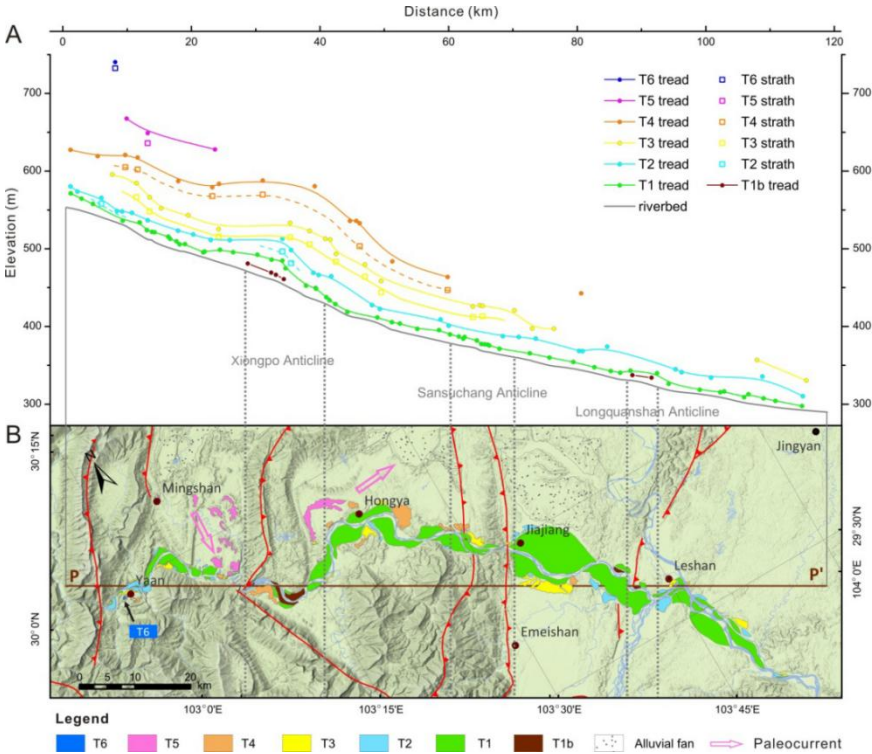 Distance (km)
A
0 20 40 60 80 100 120
Elevation (m)
700 600 500 400 300
700 600 500 400 300
T6 tread T6 strath
T5 tread T5 strath
T4 tread T4 strath
T3 tread T3 strath
T2 tread T2 strath
T1 tread T1b tread
riverbed
Xiongpo Anticline
Sansuchang Anticline
Longquanshan Anticline
B
30°15'N
30°0'N
29°30'N
104°0'E
N
Jingyan
Mingshan
Hongya
Jiajiang
P
Yaan
Leshan
P'
T6
Emeishan
0 10 20
km
103°0'E 103°15'E 103°30'E 103°45'E
Legend
T6 T5 T4 T3 T2 T1 T1b Alluvial fan Paleocurrent